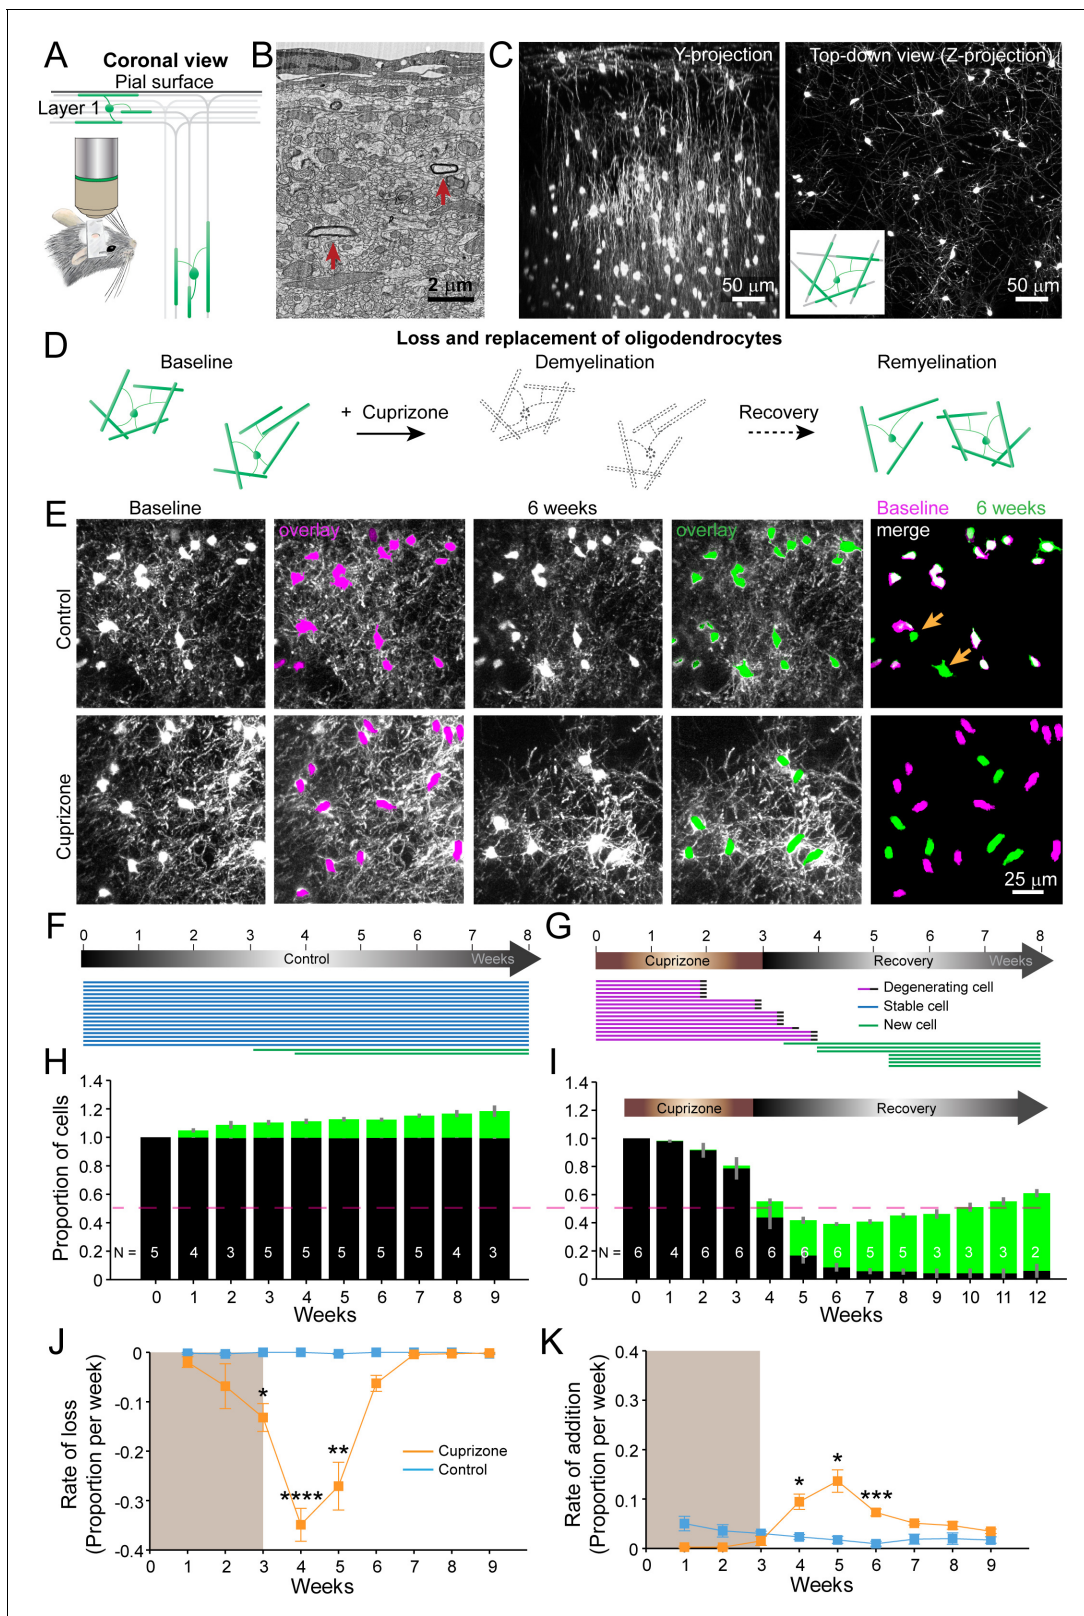 A
Coronal view
Pial surface
Layer 1
B
2 μm
C
Y-projection
50 μm
Top-down view (Z-projection)
50 μm
Loss and replacement of oligodendrocytes
D
Baseline
+ Cuprizone
Demyelination
Recovery
Remyelination
E
Baseline
6 weeks
Baseline 6 weeks
overlay
overlay
merge
Control
Cuprizone
25 μm
F
0 1 2 3 4 5 6 7 8
Control
Weeks
G
0 1 2 3 4 5 6 7 8
Cuprizone
Recovery
Weeks
Degenerating cell
Stable cell
New cell
H
Proportion of cells
1.4
1.2
1.0
0.8
0.6
0.4
0.2
0
N = 5 4 3 5 5 5 5 5 4 3
0 1 2 3 4 5 6 7 8 9
Weeks
I
Cuprizone
Recovery
1.4
1.2
1.0
0.8
0.6
0.4
0.2
0
N = 6 4 6 6 6 6 6 5 5 3 3 3 2
0 1 2 3 4 5 6 7 8 9 10 11 12
Weeks
J
Rate of loss
(Proportion per week)
0
-0.1
-0.2
-0.3
-0.4
*
****
**
Cuprizone
Control
0 1 2 3 4 5 6 7 8 9
Weeks
K
Rate of addition
(Proportion per week)
0.4
0.3
0.2
0.1
0
*
*
***
0 1 2 3 4 5 6 7 8 9
Weeks